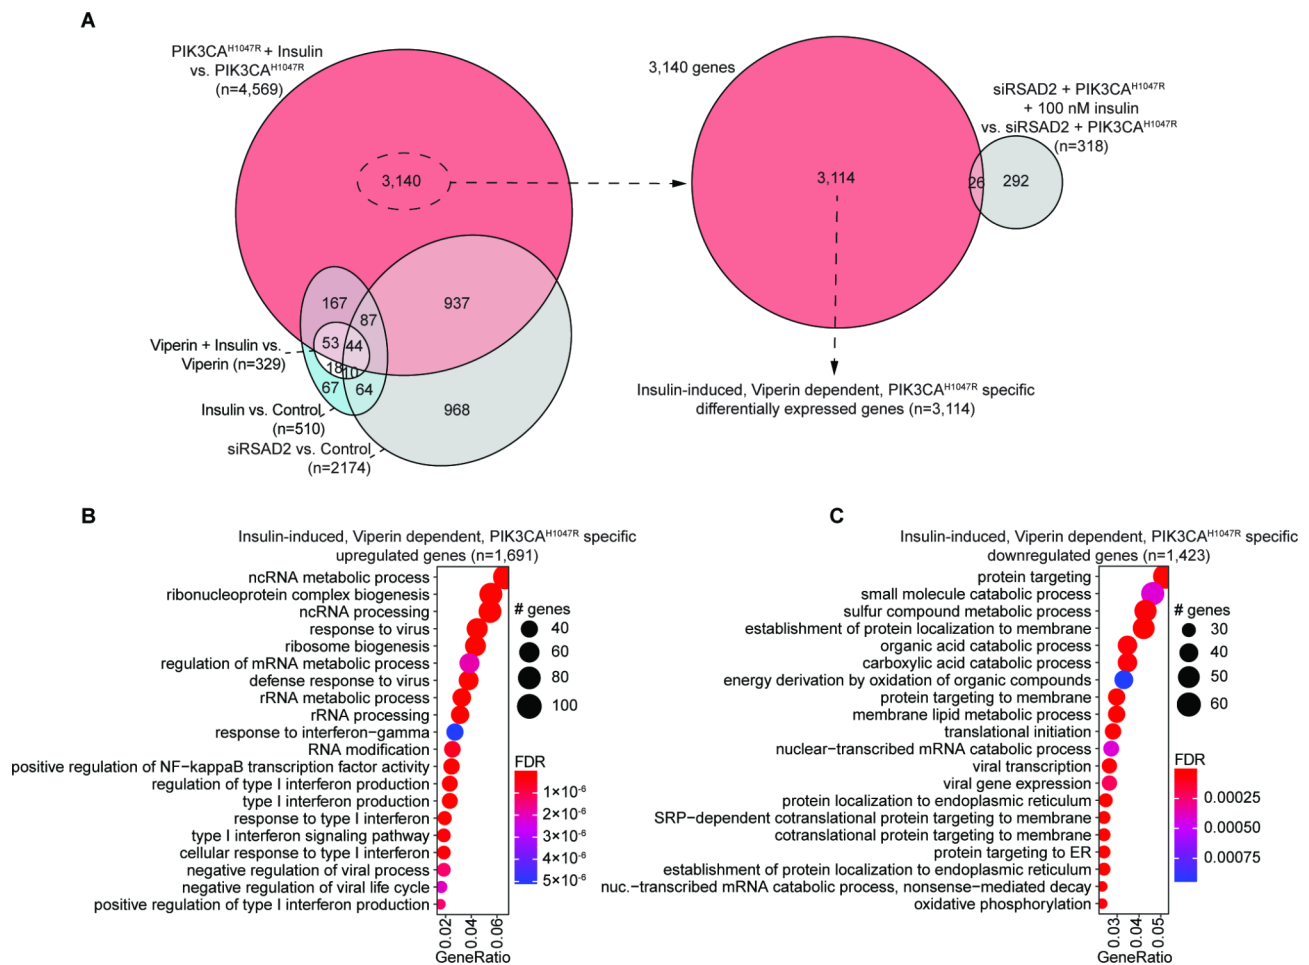 A
PIK3CA^H1047R + Insulin
vs. PIK3CA^H1047R
(n=4,569)
3,140
167
87
937
53
44
18
10
67
64
968
Viperin + Insulin vs.
Viperin (n=329)
Insulin vs. Control
(n=510)
siRSAD2 vs. Control
(n=2174)
3,140 genes
siRSAD2 + PIK3CA^H1047R
+ 100 nM insulin
vs. siRSAD2 + PIK3CA^H1047R
(n=318)
3,114
26
292
Insulin-induced, Viperin dependent, PIK3CA^H1047R specific
differentially expressed genes (n=3,114)
B
Insulin-induced, Viperin dependent, PIK3CA^H1047R specific
upregulated genes (n=1,691)
ncRNA metabolic process
ribonucleoprotein complex biogenesis
ncRNA processing
response to virus
ribosome biogenesis
regulation of mRNA metabolic process
defense response to virus
rRNA metabolic process
rRNA processing
response to interferon−gamma
RNA modification
positive regulation of NF−kappaB transcription factor activity
regulation of type I interferon production
type I interferon production
response to type I interferon
type I interferon signaling pathway
cellular response to type I interferon
negative regulation of viral process
negative regulation of viral life cycle
positive regulation of type I interferon production
0.02
0.04
0.06
GeneRatio
# genes
40
60
80
100
FDR
1×10^-6
2×10^-6
3×10^-6
4×10^-6
5×10^-6
C
Insulin-induced, Viperin dependent, PIK3CA^H1047R specific
downregulated genes (n=1,423)
protein targeting
small molecule catabolic process
sulfur compound metabolic process
establishment of protein localization to membrane
organic acid catabolic process
carboxylic acid catabolic process
energy derivation by oxidation of organic compounds
protein targeting to membrane
membrane lipid metabolic process
translational initiation
nuclear−transcribed mRNA catabolic process
viral transcription
viral gene expression
protein localization to endoplasmic reticulum
SRP−dependent cotranslational protein targeting to membrane
cotranslational protein targeting to membrane
protein targeting to ER
establishment of protein localization to endoplasmic reticulum
nuc.−transcribed mRNA catabolic process, nonsense−mediated decay
oxidative phosphorylation
0.03
0.04
0.05
GeneRatio
# genes
30
40
50
60
FDR
0.00025
0.00050
0.00075